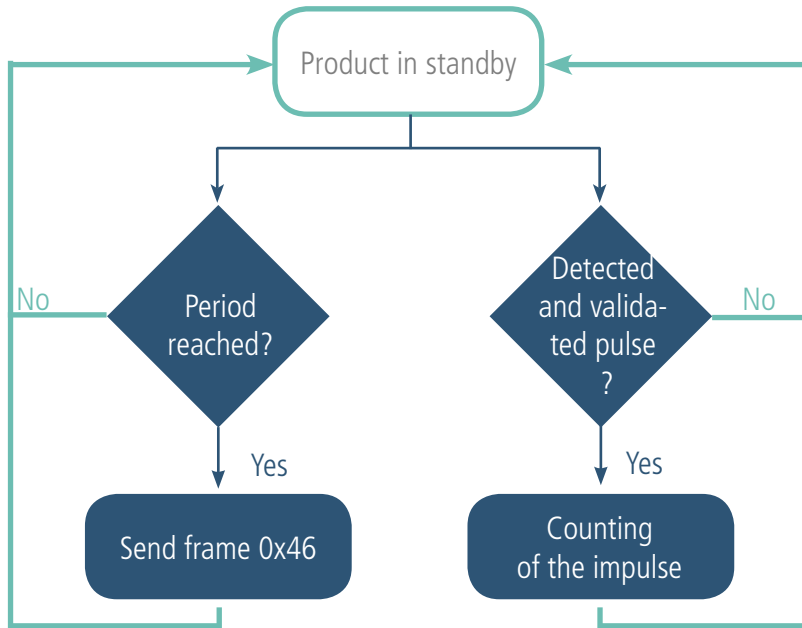 Product in standby
Period
reached?
No
Yes
Send frame 0x46
Detected
and valida-
ted pulse
?
No
Yes
Counting
of the impulse